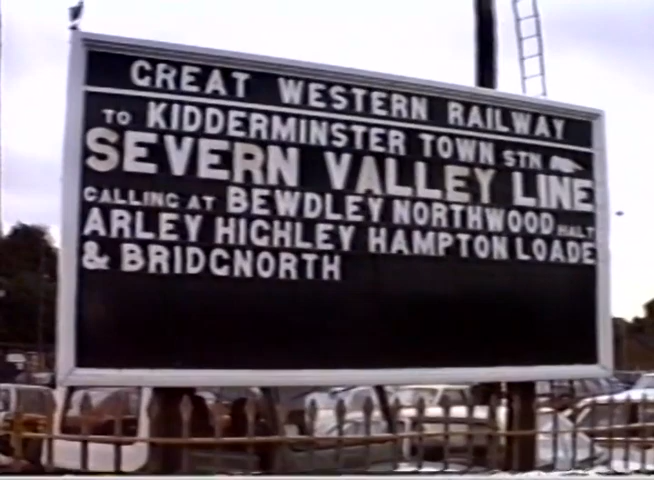 GREAT WESTERN RAILWAY
TO KIDDERMINSTER TOWN STN
SEVERN VALLEY LINE
CALLING AT BEWDLEY NORTHWOOD HALT
ARLEY HIGHLEY HAMPTON LOADE
& BRIDGNORTH